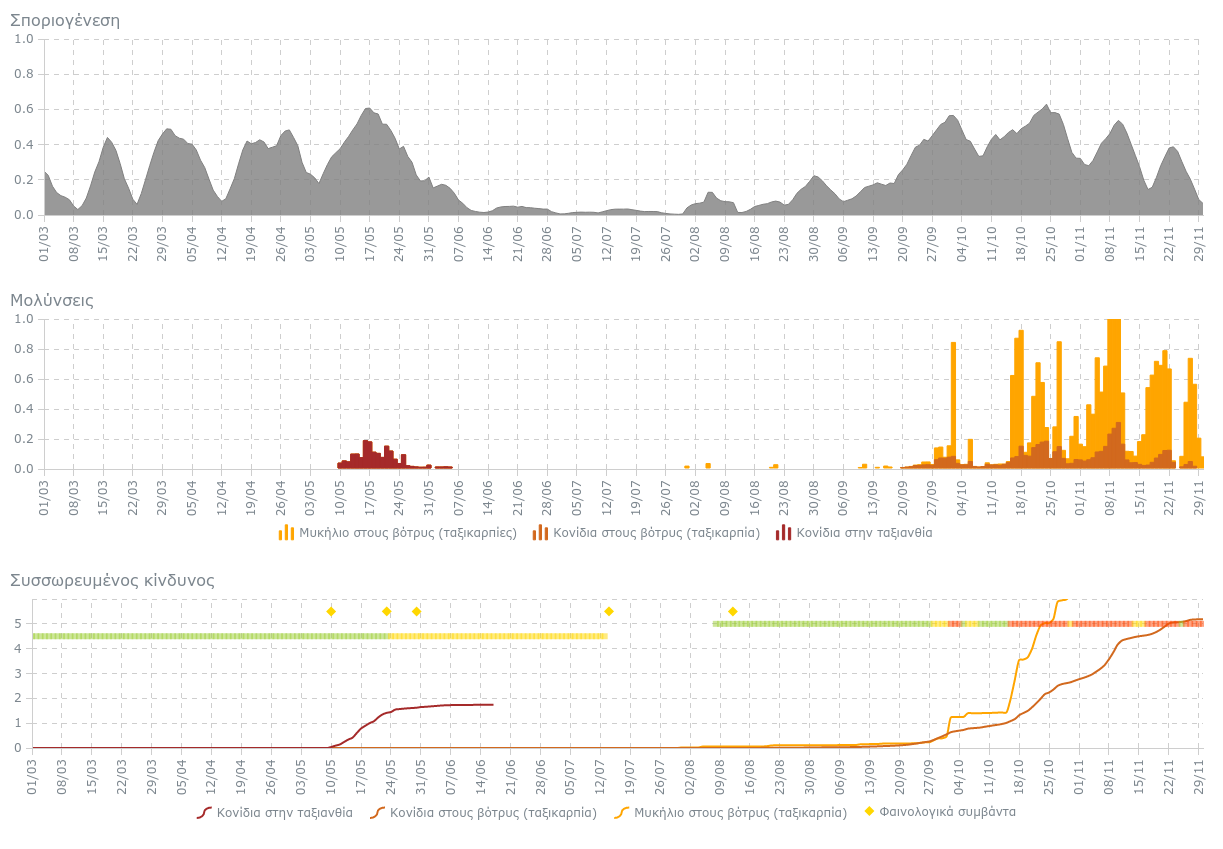 Σποριογένεση
1.0
0.8
0.6
0.4
0.2
0.0
01/03 08/03 15/03 22/03 29/03 05/04 12/04 19/04 26/04 03/05 10/05 17/05 24/05 31/05 07/06 14/06 21/06 28/06 05/07 12/07 19/07 26/07 02/08 09/08 16/08 23/08 30/08 06/09 13/09 20/09 27/09 04/10 11/10 18/10 25/10 01/11 08/11 15/11 22/11 29/11
Μολύνσεις
1.0
0.8
0.6
0.4
0.2
0.0
01/03 08/03 15/03 22/03 29/03 05/04 12/04 19/04 26/04 03/05 10/05 17/05 24/05 31/05 07/06 14/06 21/06 28/06 05/07 12/07 19/07 26/07 02/08 09/08 16/08 23/08 30/08 06/09 13/09 20/09 27/09 04/10 11/10 18/10 25/10 01/11 08/11 15/11 22/11 29/11
Μυκήλιο στους βότρυς (ταξικαρπίες) Κονίδια στους βότρυς (ταξικαρπία) Κονίδια στην ταξιανθία
Συσσωρευμένος κίνδυνος
5
4
3
2
1
0
01/03 08/03 15/03 22/03 29/03 05/04 12/04 19/04 26/04 03/05 10/05 17/05 24/05 31/05 07/06 14/06 21/06 28/06 05/07 12/07 19/07 26/07 02/08 09/08 16/08 23/08 30/08 06/09 13/09 20/09 27/09 04/10 11/10 18/10 25/10 01/11 08/11 15/11 22/11 29/11
Κονίδια στην ταξιανθία Κονίδια στους βότρυς (ταξικαρπία) Μυκήλιο στους βότρυς (ταξικαρπία) Φαινολογικά συμβάντα